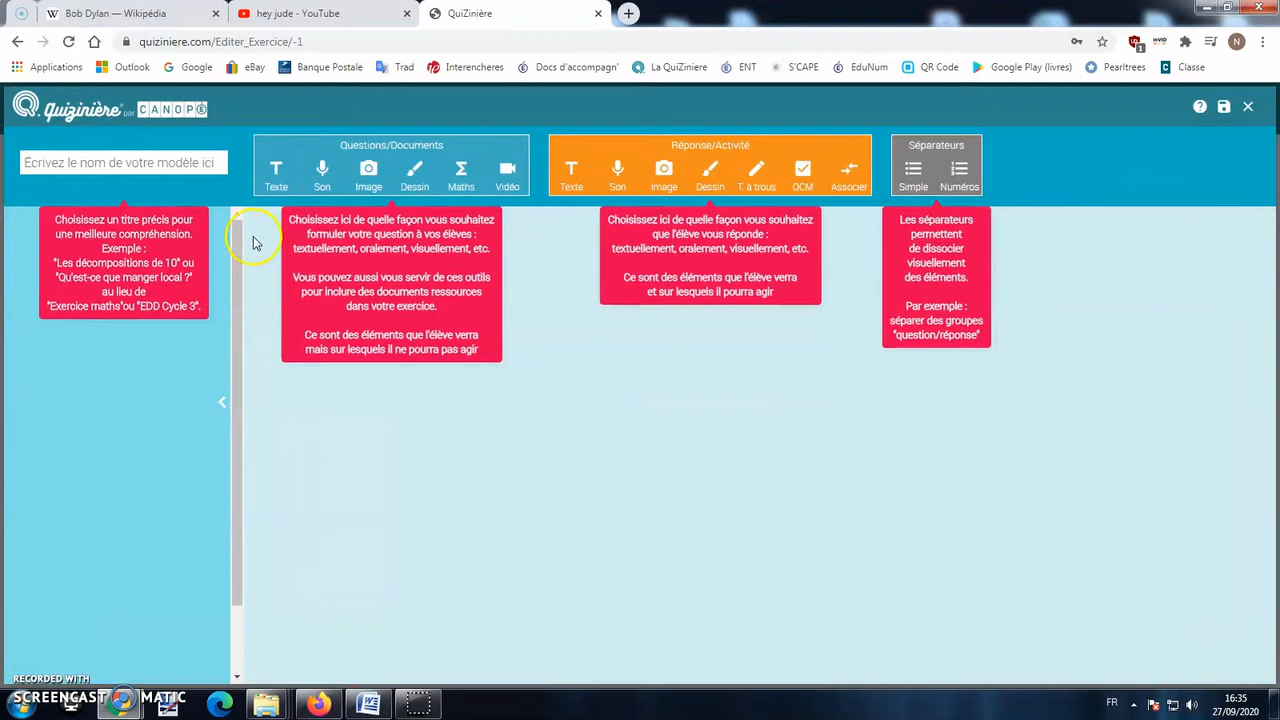 Bob Dylan — Wikipédia
hey jude - YouTube
QuiZinière
quiziniere.com/Editer_Exercice/-1
1
N
Applications
Outlook
Google
eBay
Banque Postale
Trad
Interencheres
Docs d'accompagn'
La QuiZiniere
ENT
S'CAPE
EduNum
QR Code
Google Play (livres)
Pearltrees
Classe
Quizinière® par CANOPÉ
Écrivez le nom de votre modèle ici
Questions/Documents
Texte Son Image Dessin Maths Vidéo
Réponse/Activité
Texte Son Image Dessin T. à trous QCM Associer
Séparateurs
Simple Numéros
Choisissez un titre précis pour
une meilleure compréhension.
Exemple :
"Les décompositions de 10" ou
"Qu'est-ce que manger local ?"
au lieu de
"Exercice maths"ou "EDD Cycle 3".
Choisissez ici de quelle façon vous souhaitez
formuler votre question à vos élèves :
textuellement, oralement, visuellement, etc.
Vous pouvez aussi vous servir de ces outils
pour inclure des documents ressources
dans votre exercice.
Ce sont des éléments que l'élève verra
mais sur lesquels il ne pourra pas agir
Choisissez ici de quelle façon vous souhaitez
que l'élève vous réponde :
textuellement, oralement, visuellement, etc.
Ce sont des éléments que l'élève verra
et sur lesquels il pourra agir
Les séparateurs
permettent
de dissocier
visuellement
des éléments.
Par exemple :
séparer des groupes
"question/réponse"
RECORDED WITH
SCREENCAST MATIC
FR
16:35
27/09/2020